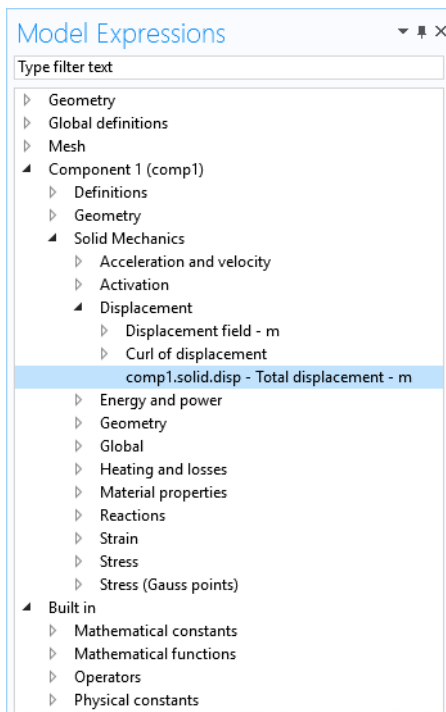 Model Expressions
Type filter text
Geometry
Global definitions
Mesh
Component 1 (comp1)
Definitions
Geometry
Solid Mechanics
Acceleration and velocity
Activation
Displacement
Displacement field - m
Curl of displacement
comp1.solid.disp - Total displacement - m
Energy and power
Geometry
Global
Heating and losses
Material properties
Reactions
Strain
Stress
Stress (Gauss points)
Built in
Mathematical constants
Mathematical functions
Operators
Physical constants